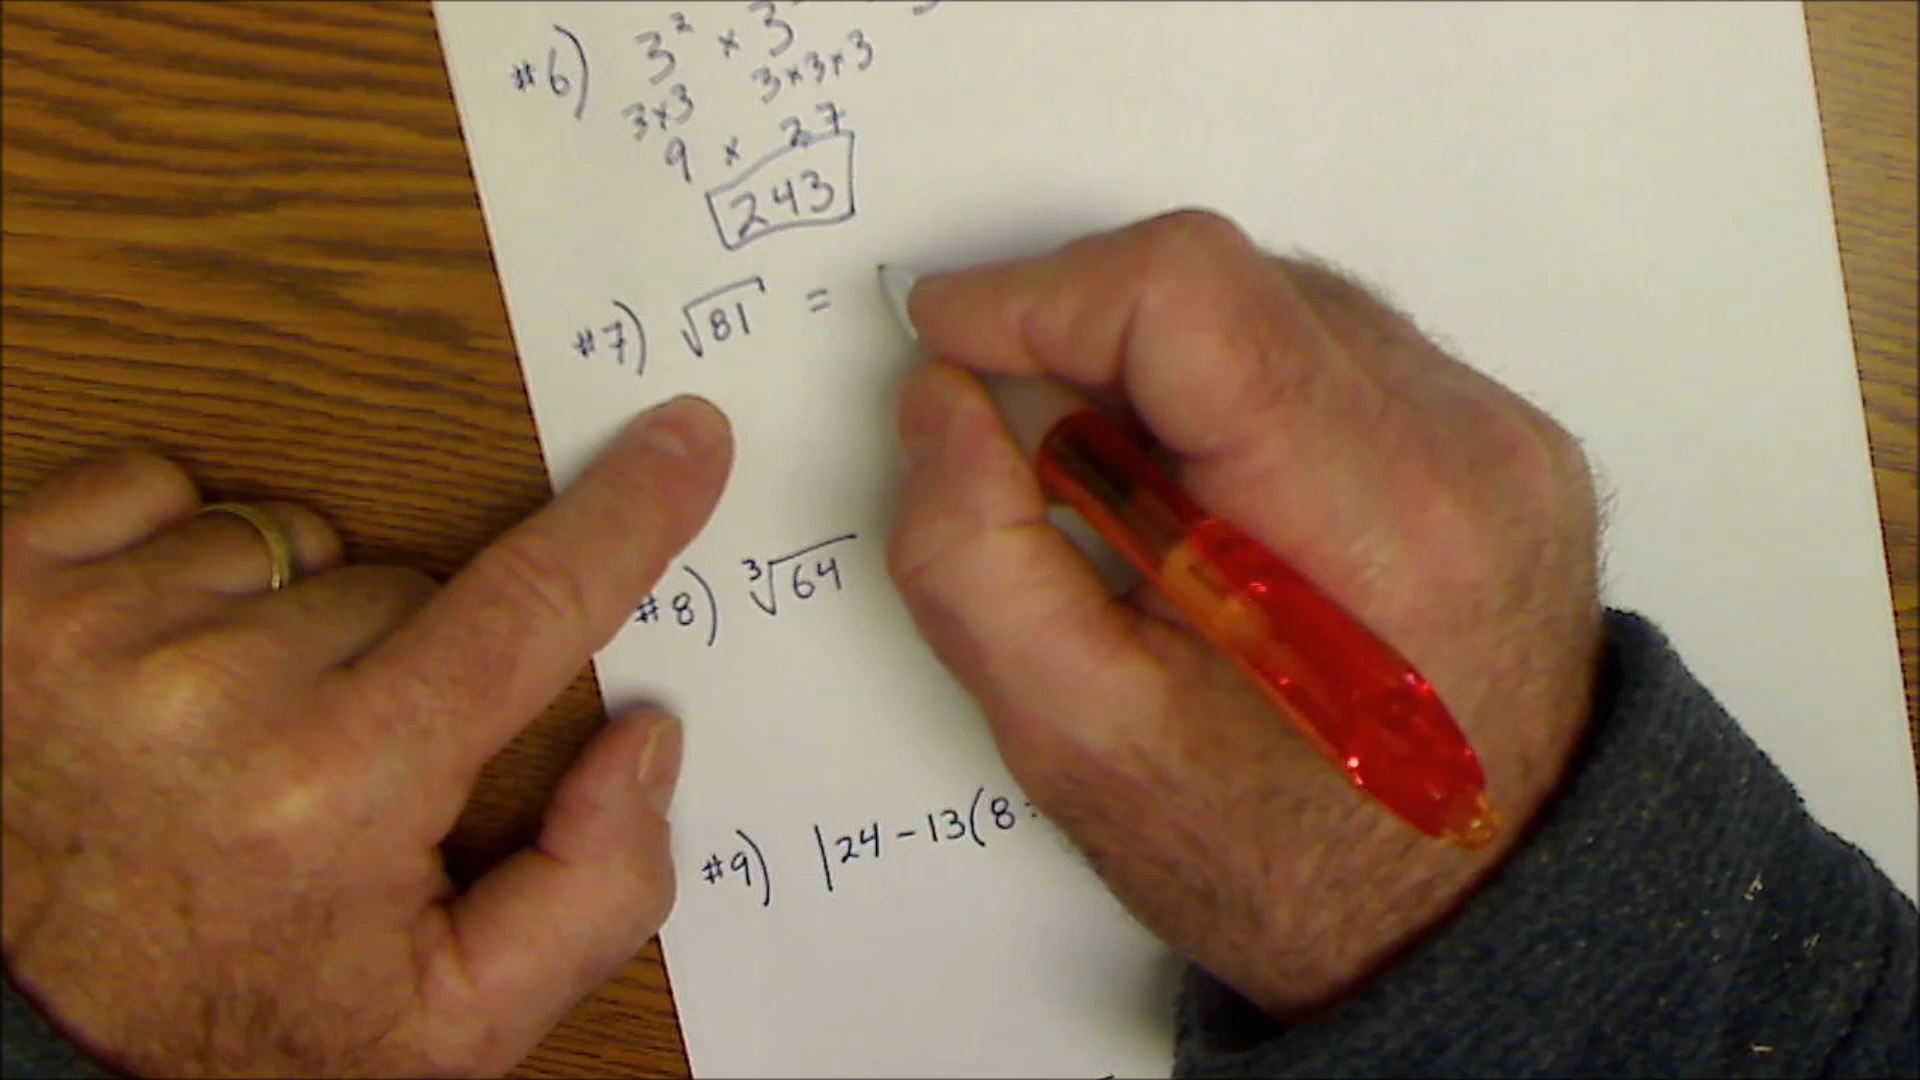 #6) 3² × 3
3×3 3×3×3
9 × 27
243
#7) √81 =
#8) ³√64
#9) |24-13(8